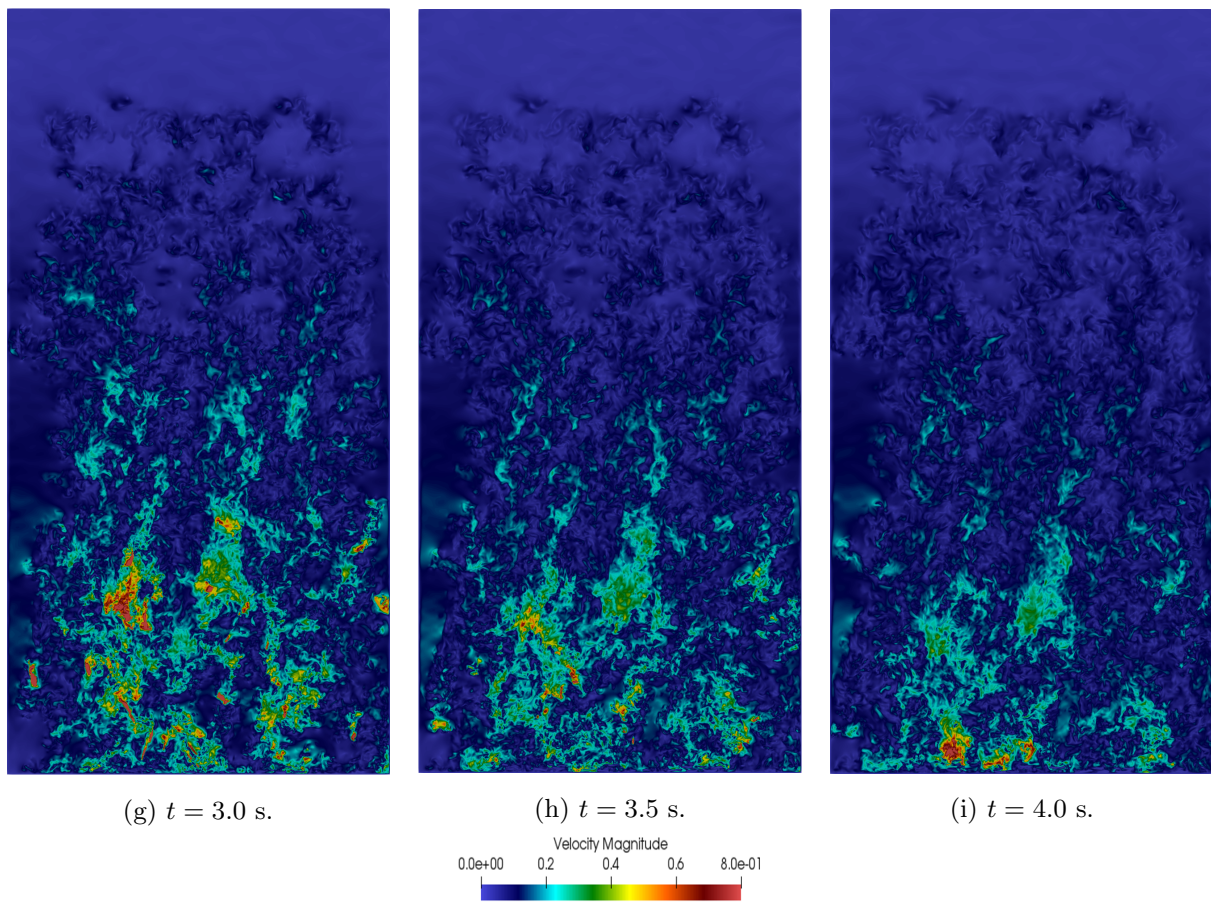 (g) t = 3.0 s.
(h) t = 3.5 s.
(i) t = 4.0 s.
Velocity Magnitude
0.0e+00 0.2 0.4 0.6 8.0e-01